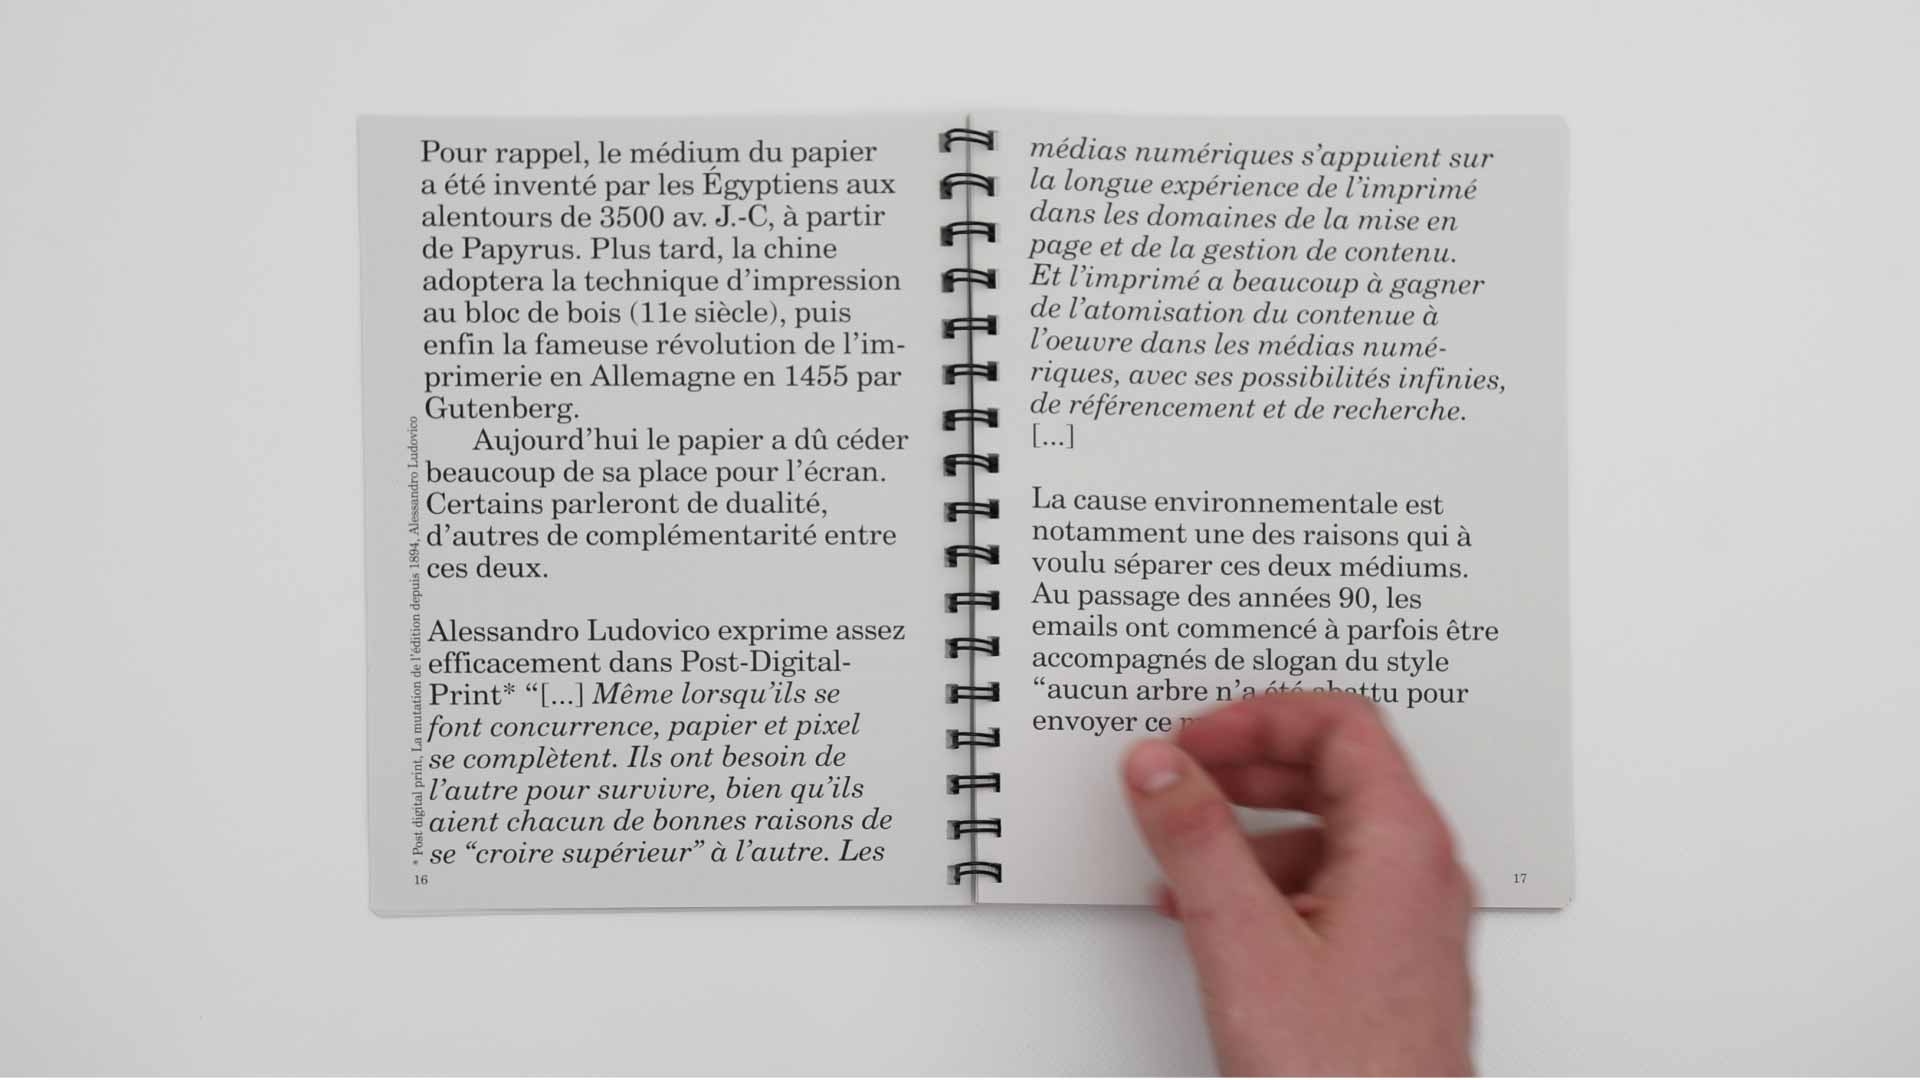 Pour rappel, le médium du papier
a été inventé par les Égyptiens aux
alentours de 3500 av. J.-C, à partir
de Papyrus. Plus tard, la chine
adoptera la technique d’impression
au bloc de bois (11e siècle), puis
enfin la fameuse révolution de l’im-
primerie en Allemagne en 1455 par
Gutenberg.
Aujourd’hui le papier a dû céder
beaucoup de sa place pour l’écran.
Certains parleront de dualité,
d’autres de complémentarité entre
ces deux.
Alessandro Ludovico exprime assez
efficacement dans Post-Digital-
Print* “[...] Même lorsqu’ils se
font concurrence, papier et pixel
se complètent. Ils ont besoin de
l’autre pour survivre, bien qu’ils
aient chacun de bonnes raisons de
se “croire supérieur” à l’autre. Les
* Post digital print, La mutation de l’édition depuis 1894, Alessandro Ludovico
16
médias numériques s’appuient sur
la longue expérience de l’imprimé
dans les domaines de la mise en
page et de la gestion de contenu.
Et l’imprimé a beaucoup à gagner
de l’atomisation du contenue à
l’oeuvre dans les médias numé-
riques, avec ses possibilités infinies,
de référencement et de recherche.
[...]
La cause environnementale est
notamment une des raisons qui à
voulu séparer ces deux médiums.
Au passage des années 90, les
emails ont commencé à parfois être
accompagnés de slogan du style
“aucun arbre n’a été abattu pour
envoyer ce
17